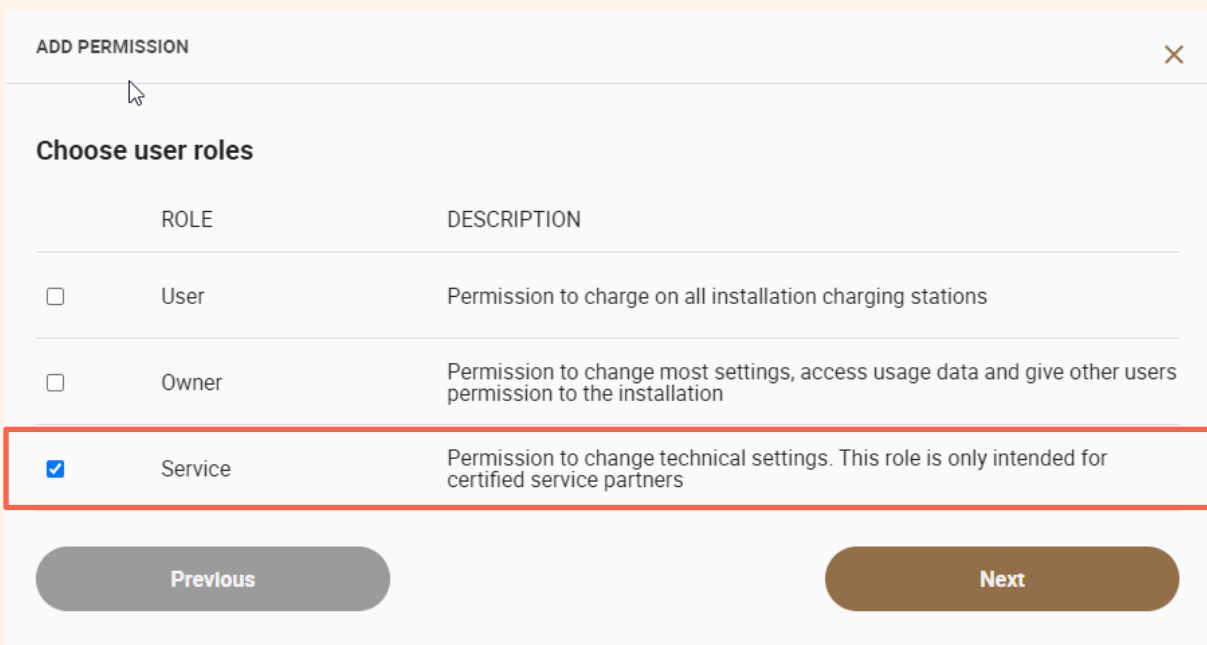 ADD PERMISSION
Choose user roles
ROLE DESCRIPTION
User Permission to charge on all installation charging stations
Owner Permission to change most settings, access usage data and give other users
permission to the installation
Service Permission to change technical settings. This role is only intended for
certified service partners
Previous Next